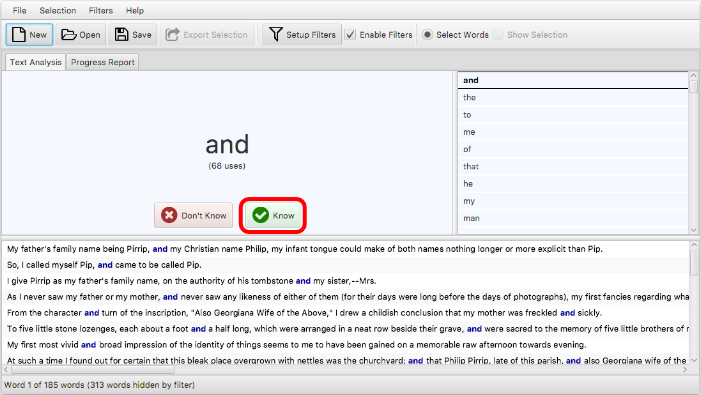 File Selection Filters Help
New Open Save Export Selection Setup Filters Enable Filters Select Words Show Selection
Text Analysis Progress Report
and
(68 uses)
Don't Know Know
and
the
to
me
of
that
he
my
man
My father's family name being Pirrip, and my Christian name Philip, my infant tongue could make of both names nothing longer or more explicit than Pip.
So, I called myself Pip, and came to be called Pip.
I give Pirrip as my father's family name, on the authority of his tombstone and my sister,--Mrs.
As I never saw my father or my mother, and never saw any likeness of either of them (for their days were long before the days of photographs), my first fancies regarding wha
From the character and turn of the inscription, "Also Georgiana Wife of the Above," I drew a childish conclusion that my mother was freckled and sickly.
To five little stone lozenges, each about a foot and a half long, which were arranged in a neat row beside their grave, and were sacred to the memory of five little brothers of
My first most vivid and broad impression of the identity of things seems to me to have been gained on a memorable raw afternoon towards evening.
At such a time I found out for certain that this bleak place overgrown with nettles was the churchyard; and that Philip Pirrip, late of this parish, and also Georgiana wife of the
Word 1 of 185 words (313 words hidden by filter)